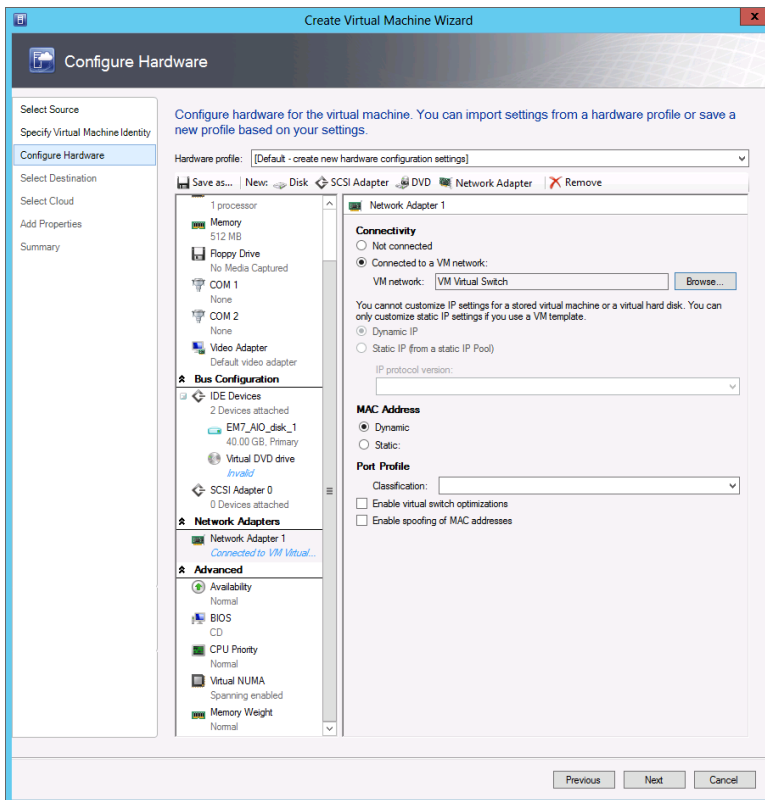 Create Virtual Machine Wizard
x
Configure Hardware
Select Source
Specify Virtual Machine Identity
Configure Hardware
Select Destination
Select Cloud
Add Properties
Summary
Configure hardware for the virtual machine. You can import settings from a hardware profile or save a
new profile based on your settings.
Hardware profile: [Default - create new hardware configuration settings]
Save as... New: Disk SCSI Adapter DVD Network Adapter Remove
1 processor
Memory
512 MB
Floppy Drive
No Media Captured
COM 1
None
COM 2
None
Video Adapter
Default video adapter
Bus Configuration
IDE Devices
2 Devices attached
EM7_AIO_disk_1
40.00 GB, Primary
Virtual DVD drive
Invalid
SCSI Adapter 0
0 Devices attached
Network Adapters
Network Adapter 1
Connected to VM Virtual...
Advanced
Availability
Normal
BIOS
CD
CPU Priority
Normal
Virtual NUMA
Spanning enabled
Memory Weight
Normal
Network Adapter 1
Connectivity
Not connected
Connected to a VM network:
VM network: VM Virtual Switch Browse...
You cannot customize IP settings for a stored virtual machine or a virtual hard disk. You can
only customize static IP settings if you use a VM template.
Dynamic IP
Static IP (from a static IP Pool)
IP protocol version:
MAC Address
Dynamic
Static:
Port Profile
Classification:
Enable virtual switch optimizations
Enable spoofing of MAC addresses
Previous Next Cancel